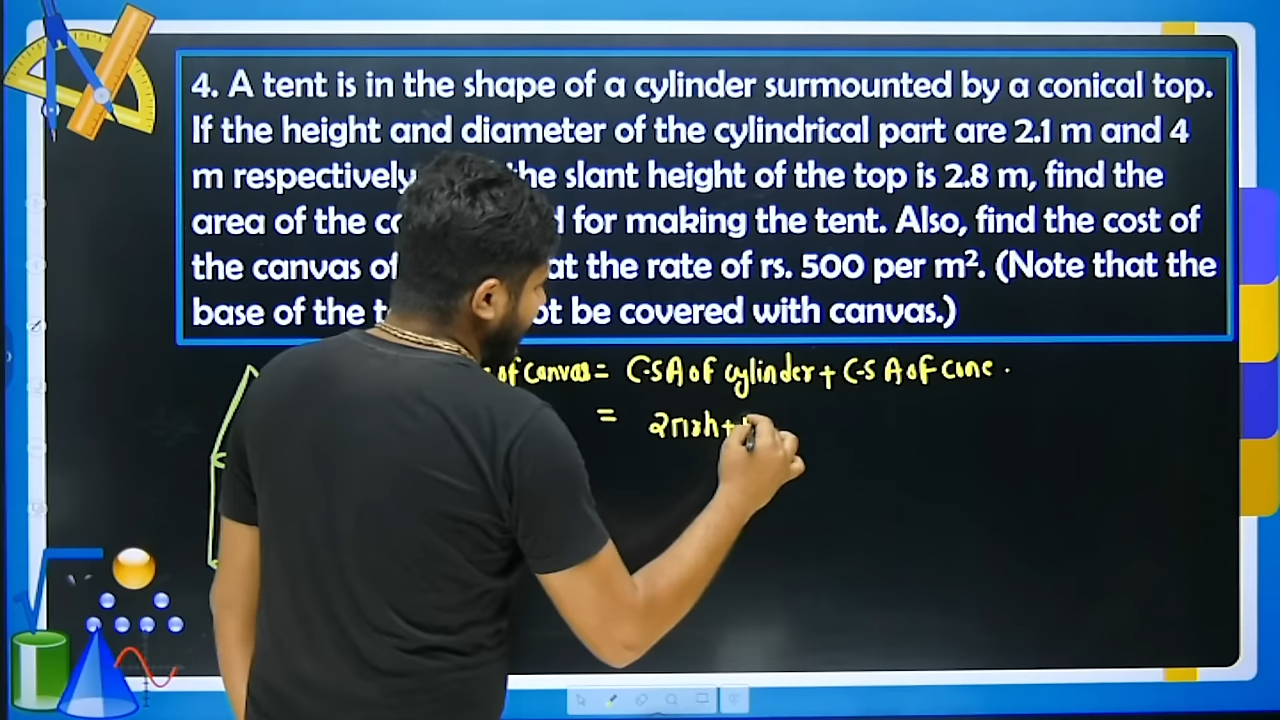 4. A tent is in the shape of a cylinder surmounted by a conical top.
If the height and diameter of the cylindrical part are 2.1 m and 4
m respectively the slant height of the top is 2.8 m, find the
area of the for making the tent. Also, find the cost of
the canvas of at the rate of rs. 500 per m². (Note that the
base of the be covered with canvas.)
of canvas = C.S A of cylinder + C.S A of cone .
= 2πrh +